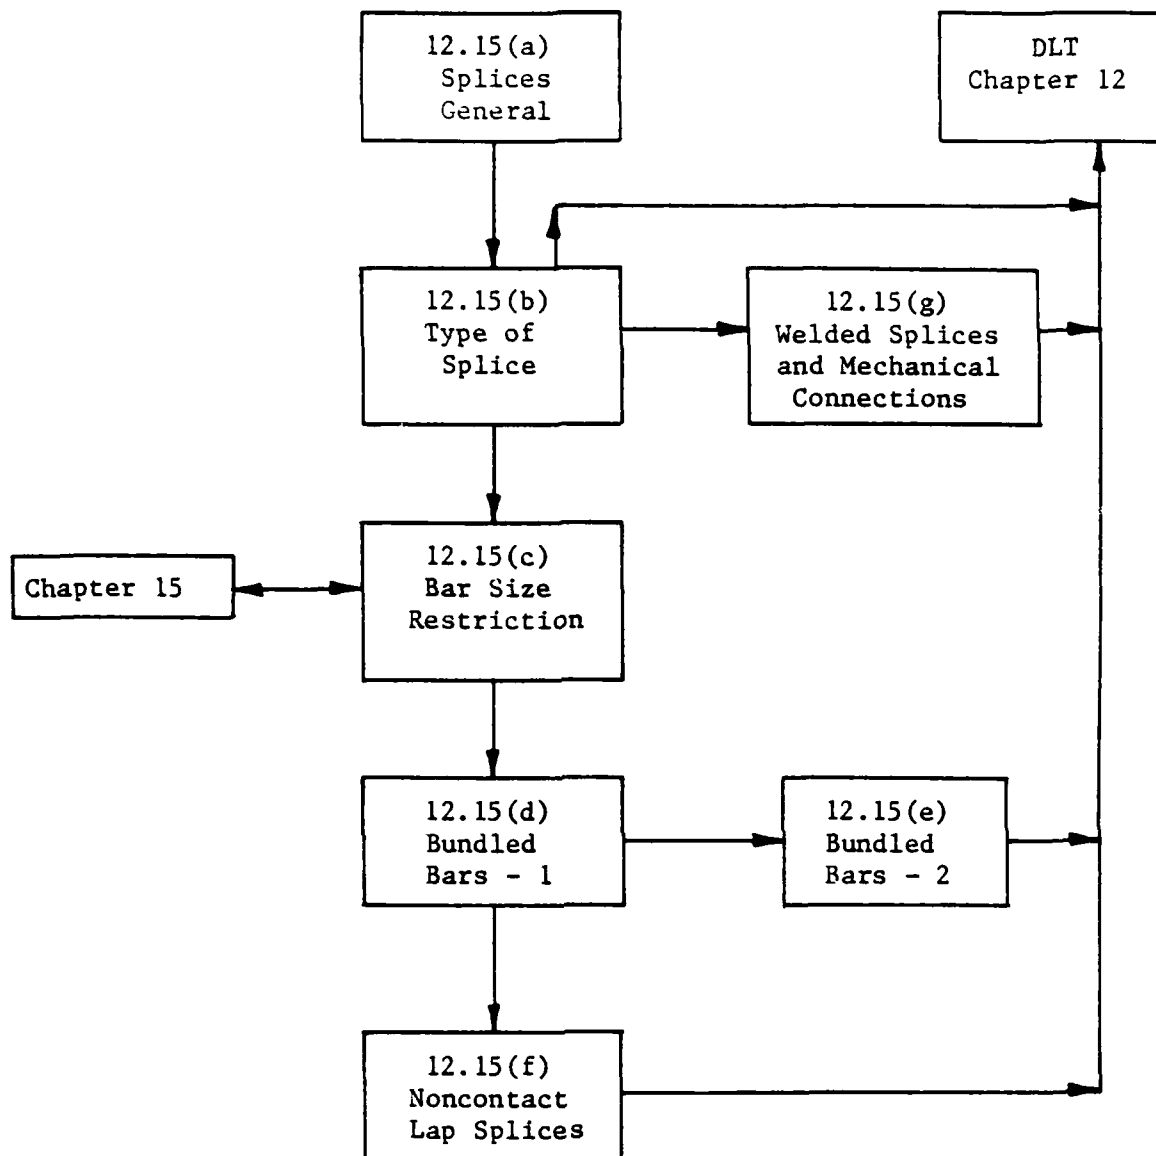 12.15(a)
Splices
General
DLT
Chapter 12
12.15(b)
Type of
Splice
12.15(g)
Welded Splices
and Mechanical
Connections
Chapter 15
12.15(c)
Bar Size
Restriction
12.15(d)
Bundled
Bars - 1
12.15(e)
Bundled
Bars - 2
12.15(f)
Noncontact
Lap Splices